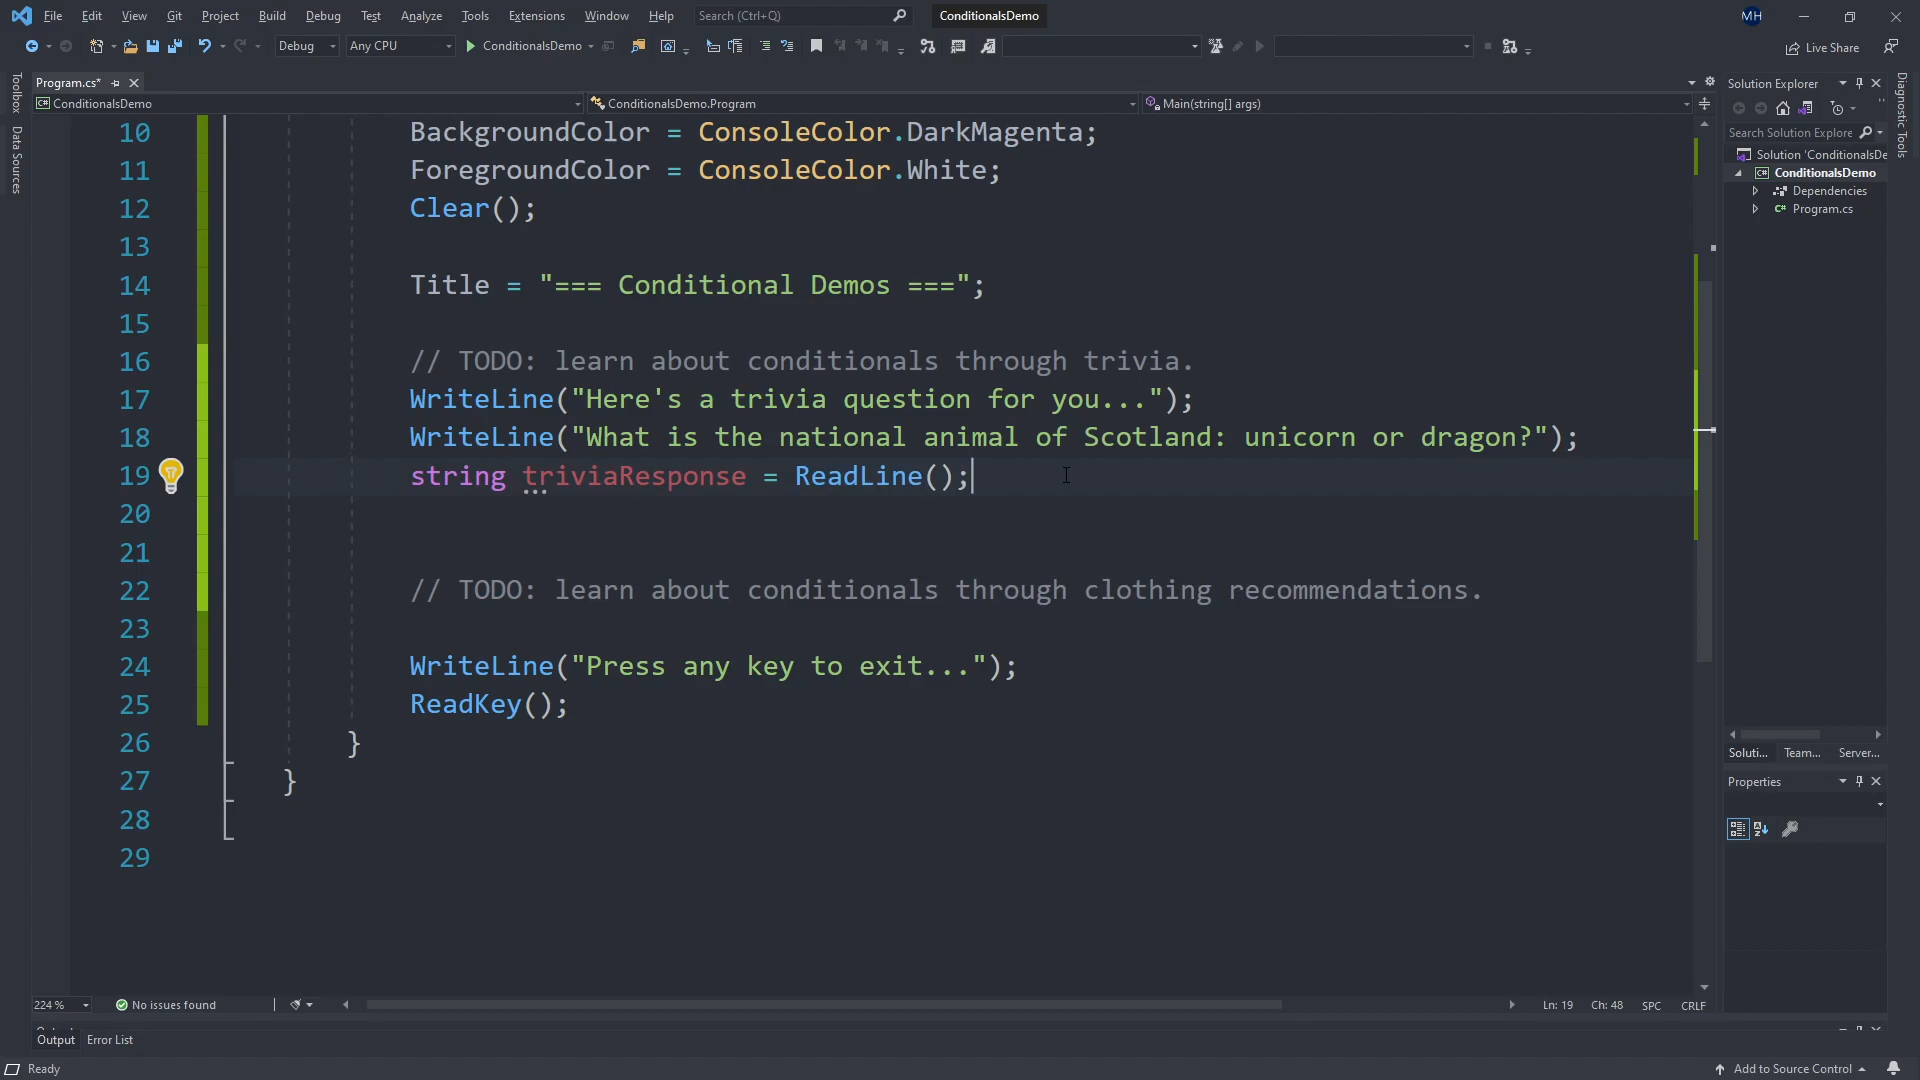 File Edit View Git Project Build Debug Test Analyze Tools Extensions Window Help Search (Ctrl+Q) ConditionalsDemo MH
Debug Any CPU ConditionalsDemo Live Share
Toolbox
Data Sources
Program.cs*
ConditionalsDemo ConditionalsDemo.Program Main(string[] args)
10 BackgroundColor = ConsoleColor.DarkMagenta;
11 ForegroundColor = ConsoleColor.White;
12 Clear();
13
14 Title = "=== Conditional Demos ===";
15
16 // TODO: learn about conditionals through trivia.
17 WriteLine("Here's a trivia question for you...");
18 WriteLine("What is the national animal of Scotland: unicorn or dragon?");
19 string triviaResponse = ReadLine();
20
21
22 // TODO: learn about conditionals through clothing recommendations.
23
24 WriteLine("Press any key to exit...");
25 ReadKey();
26 }
27 }
28
29
224 % No issues found Ln: 19 Ch: 48 SPC CRLF
Output Error List
Solution Explorer
Search Solution Explore
Solution 'ConditionalsDe
ConditionalsDemo
Dependencies
C# Program.cs
Soluti... Team... Server...
Properties
Diagnostic Tools
Ready Add to Source Control